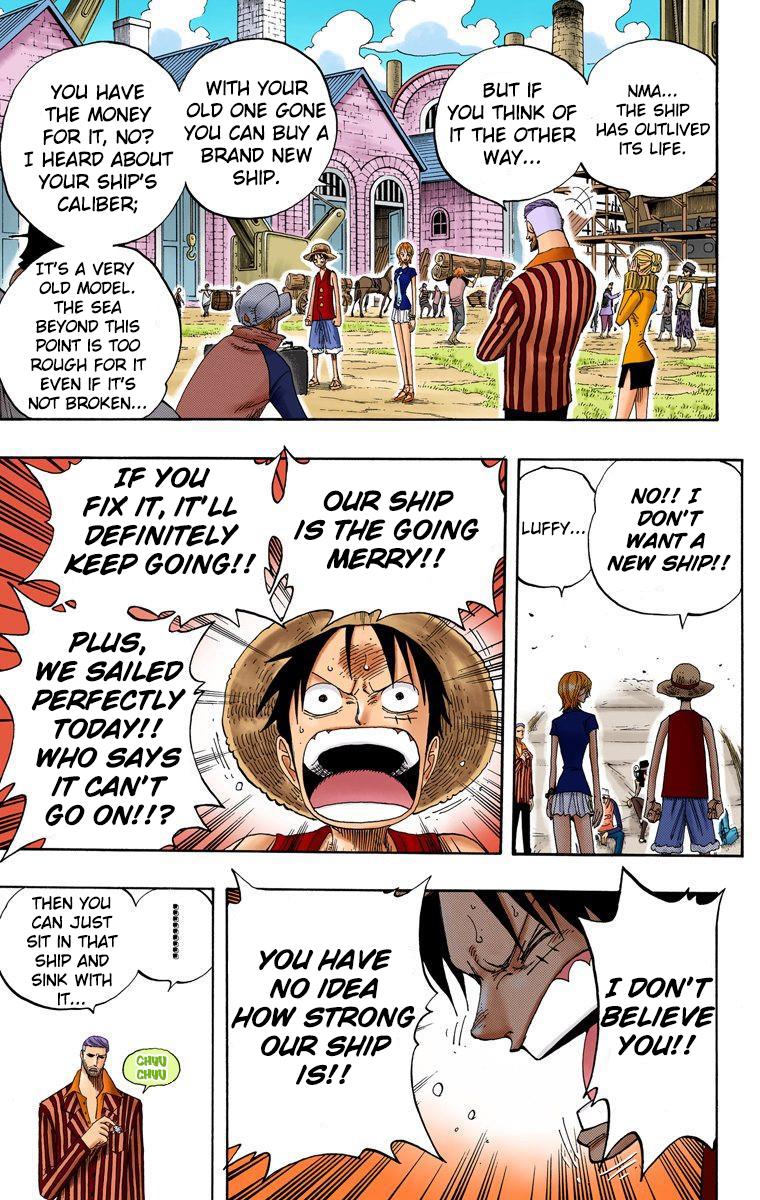 NMA...
THE SHIP
HAS OUTLIVED
ITS LIFE.
BUT IF
YOU THINK OF
IT THE OTHER
WAY...
WITH YOUR
OLD ONE GONE
YOU CAN BUY A
BRAND NEW
SHIP.
YOU HAVE
THE MONEY
FOR IT, NO?
I HEARD ABOUT
YOUR SHIP'S
CALIBER;
IT'S A VERY
OLD MODEL.
THE SEA
BEYOND THIS
POINT IS TOO
ROUGH FOR IT
EVEN IF IT'S
NOT BROKEN...
NO!! I
DON'T
WANT A
NEW SHIP!!
LUFFY...
OUR SHIP
IS THE GOING
MERRY!!
IF YOU
FIX IT, IT'LL
DEFINITELY
KEEP GOING!!
PLUS,
WE SAILED
PERFECTLY
TODAY!!
WHO SAYS
IT CAN'T
GO ON!!?
I DON'T
BELIEVE
YOU!!
YOU HAVE
NO IDEA
HOW STRONG
OUR SHIP
IS!!
.......
THEN YOU
CAN JUST
SIT IN THAT
SHIP AND
SINK WITH
IT...
CHUU
CHUU